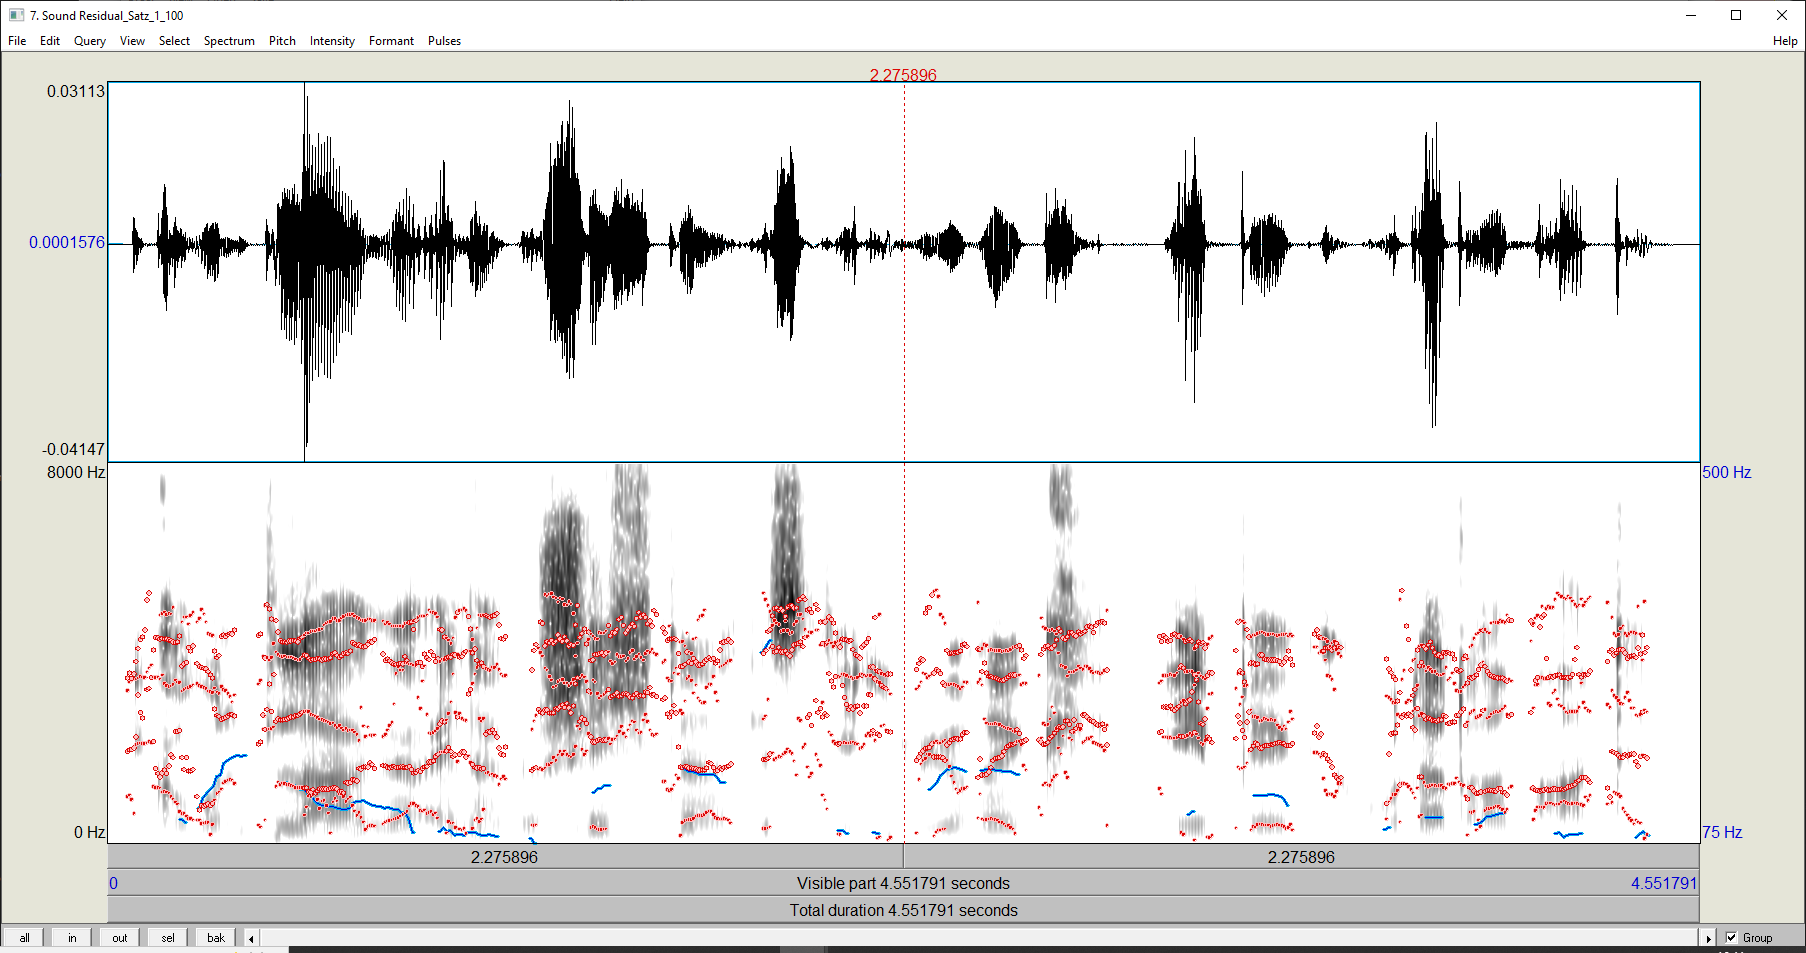 7. Sound Residual_Satz_1_100
File Edit Query View Select Spectrum Pitch Intensity Formant Pulses Help
2.275896
0.03113
0.0001576
-0.04147
8000 Hz 500 Hz
0 Hz 75 Hz
2.275896 2.275896
0 Visible part 4.551791 seconds 4.551791
Total duration 4.551791 seconds
all in out sel bak Group